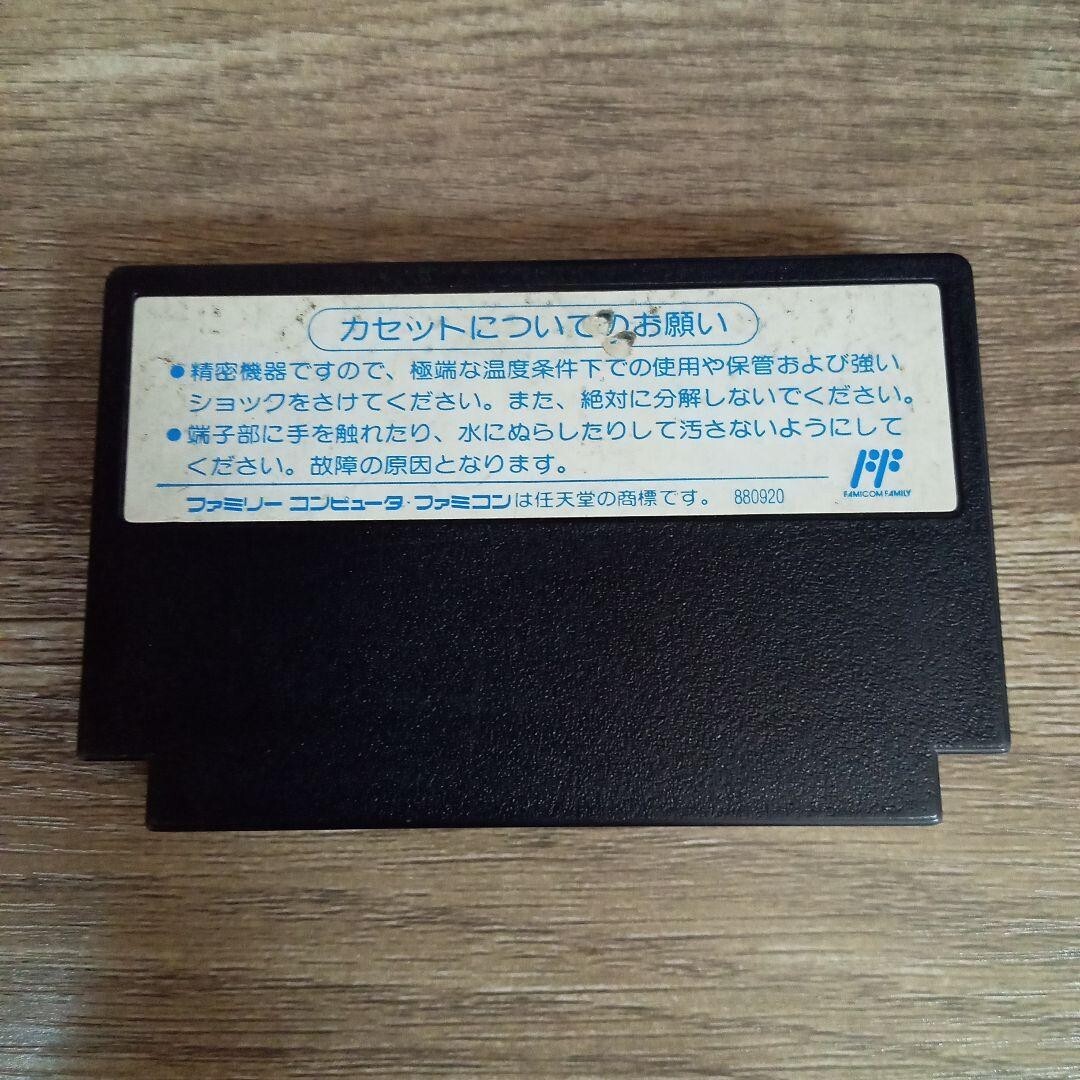 カセットについてのお願い
●精密機器ですので、極端な温度条件下での使用や保管および強い
ショックをさけてください。また、絶対に分解しないでください。
●端子部に手を触れたり、水にぬらしたりして汚さないようにして
ください。故障の原因となります。
FAMICOM FAMILY
ファミリー コンピュータ・ファミコンは任天堂の商標です。 880920